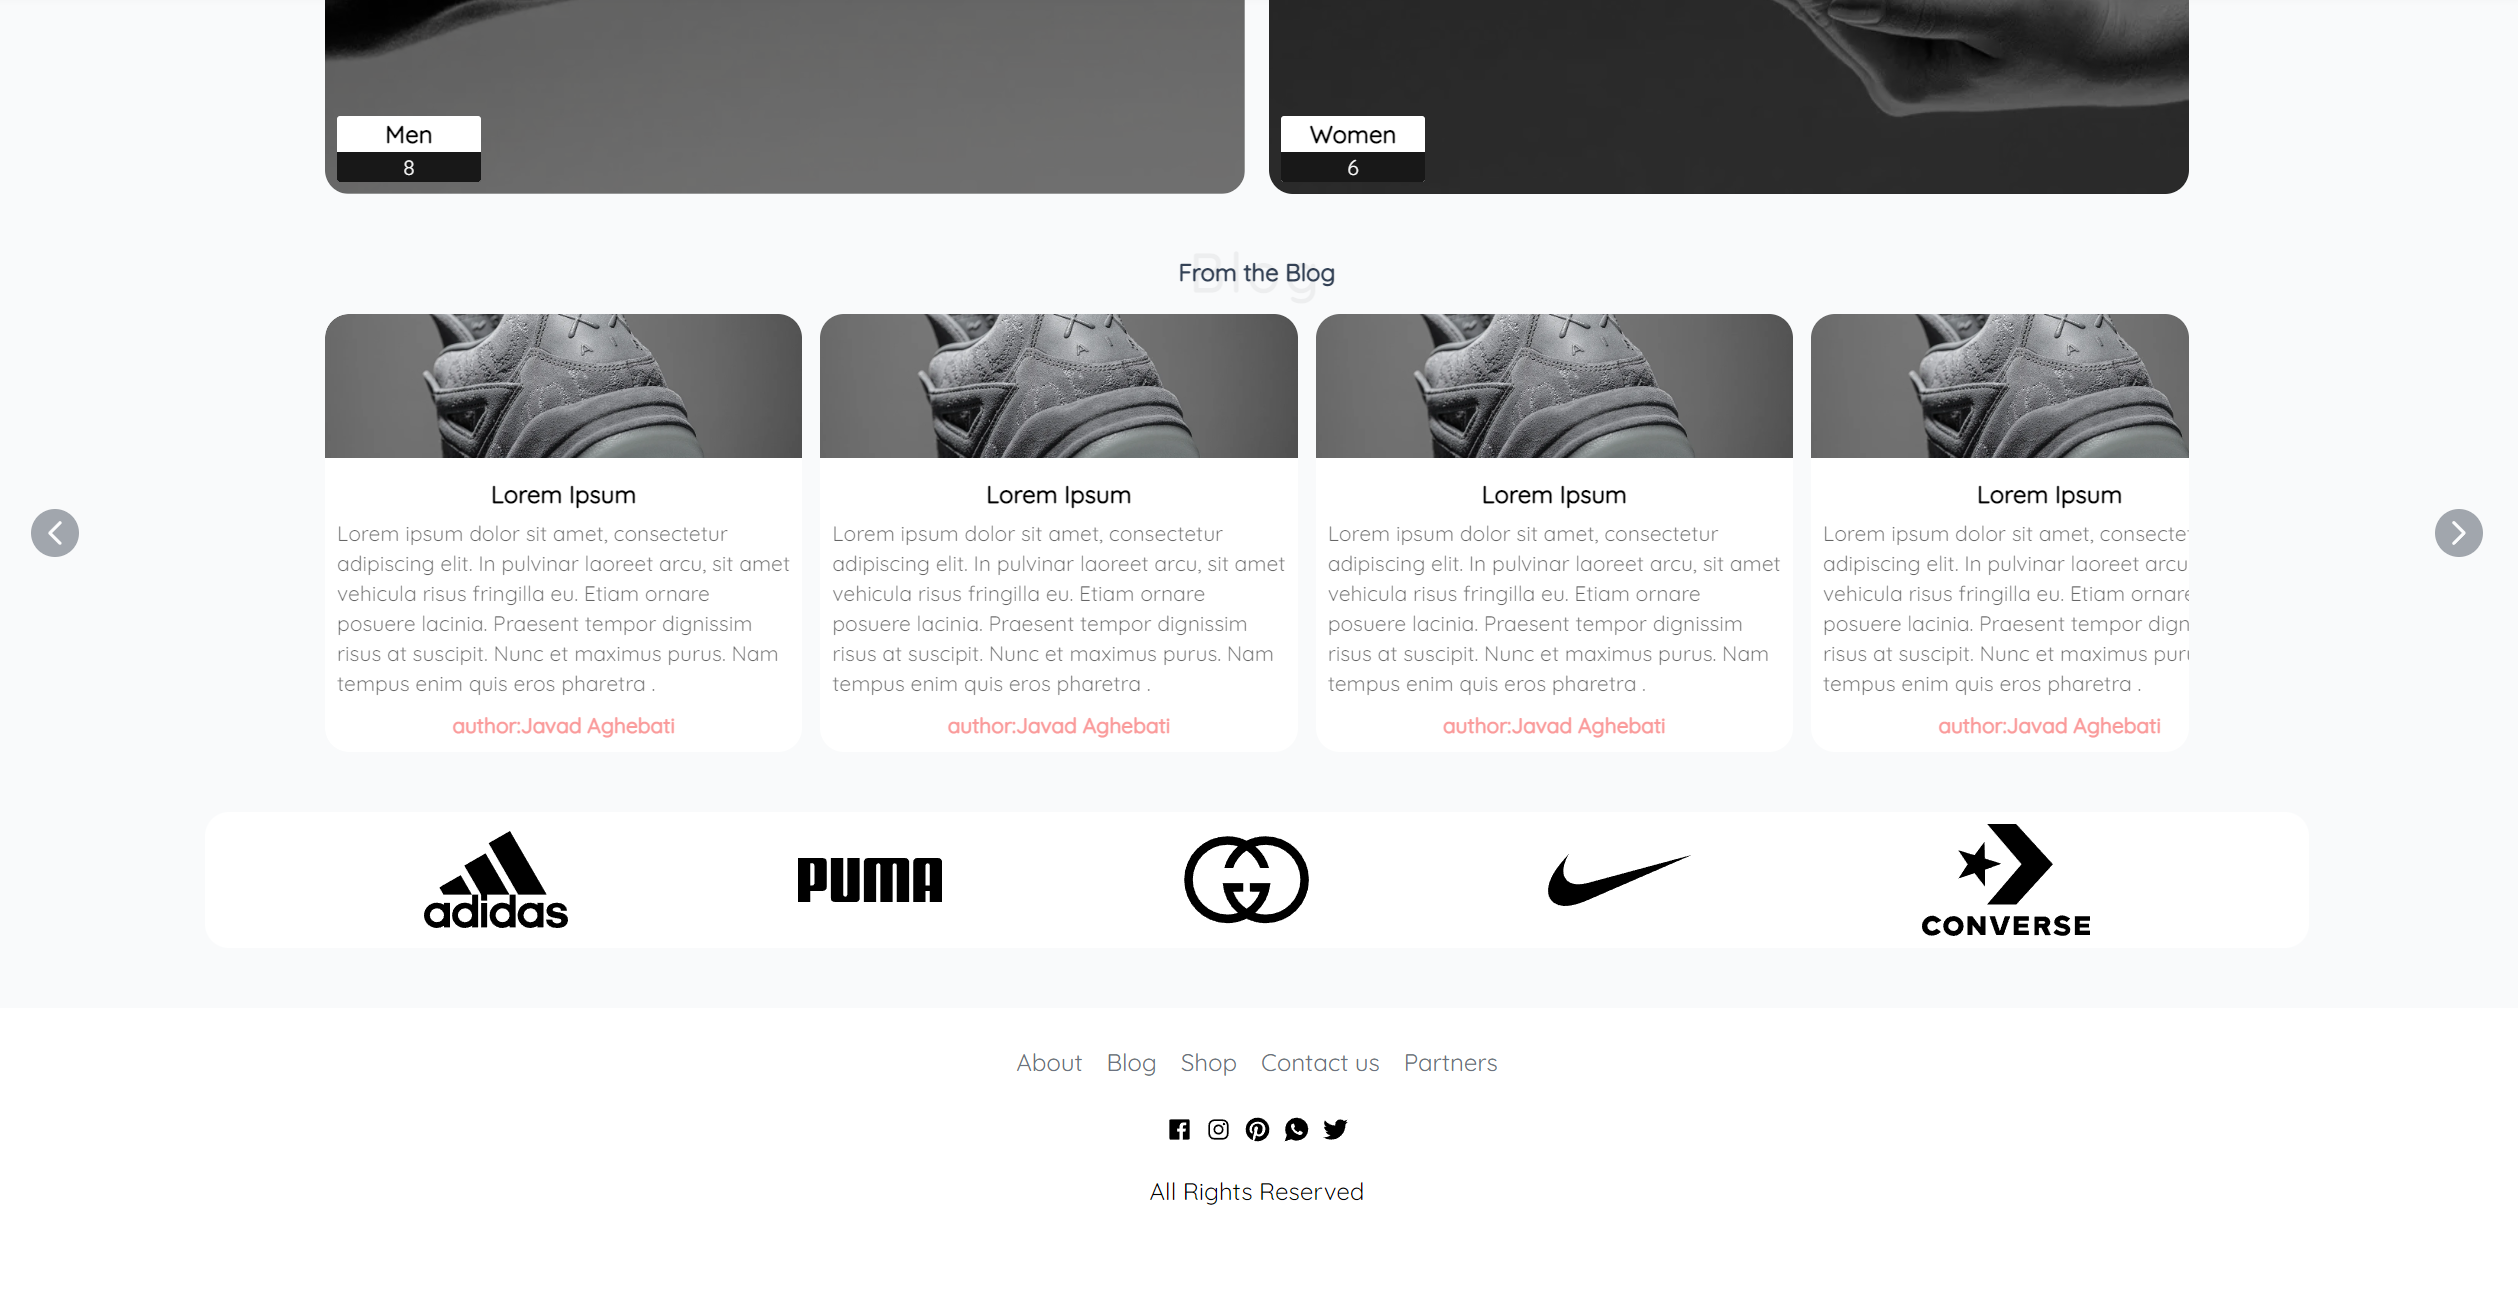 Men
8
Women
6
Blog
From the Blog
Lorem Ipsum
Lorem ipsum dolor sit amet, consectetur
adipiscing elit. In pulvinar laoreet arcu, sit amet
vehicula risus fringilla eu. Etiam ornare
posuere lacinia. Praesent tempor dignissim
risus at suscipit. Nunc et maximus purus. Nam
tempus enim quis eros pharetra .
author:Javad Aghebati
Lorem Ipsum
Lorem ipsum dolor sit amet, consectetur
adipiscing elit. In pulvinar laoreet arcu, sit amet
vehicula risus fringilla eu. Etiam ornare
posuere lacinia. Praesent tempor dignissim
risus at suscipit. Nunc et maximus purus. Nam
tempus enim quis eros pharetra .
author:Javad Aghebati
Lorem Ipsum
Lorem ipsum dolor sit amet, consectetur
adipiscing elit. In pulvinar laoreet arcu, sit amet
vehicula risus fringilla eu. Etiam ornare
posuere lacinia. Praesent tempor dignissim
risus at suscipit. Nunc et maximus purus. Nam
tempus enim quis eros pharetra .
author:Javad Aghebati
Lorem Ipsum
Lorem ipsum dolor sit amet, consecte
adipiscing elit. In pulvinar laoreet arcu
vehicula risus fringilla eu. Etiam ornare
posuere lacinia. Praesent tempor dign
risus at suscipit. Nunc et maximus pur
tempus enim quis eros pharetra .
author:Javad Aghebati
adidas
PUMA
CONVERSE
About Blog Shop Contact us Partners
All Rights Reserved